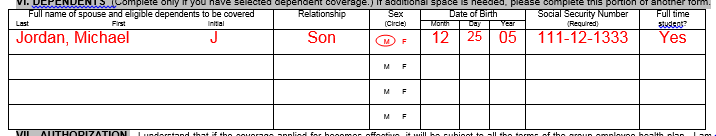 VI. DEPENDENTS (Complete only if you have selected dependent coverage.) If additional space is needed, please complete this portion of another form.
Full name of spouse and eligible dependents to be covered Relationship Sex Date of Birth Social Security Number Full time
Last First Initial (Circle) Month Day Year (Required) student?
Jordan, Michael J Son M F 12 25 05 111-12-1333 Yes
M F
M F
M F
VII. AUTHORIZATION I understand that if the coverage applied for becomes effective, it will be subject to all the terms of the group employee health plan. I am